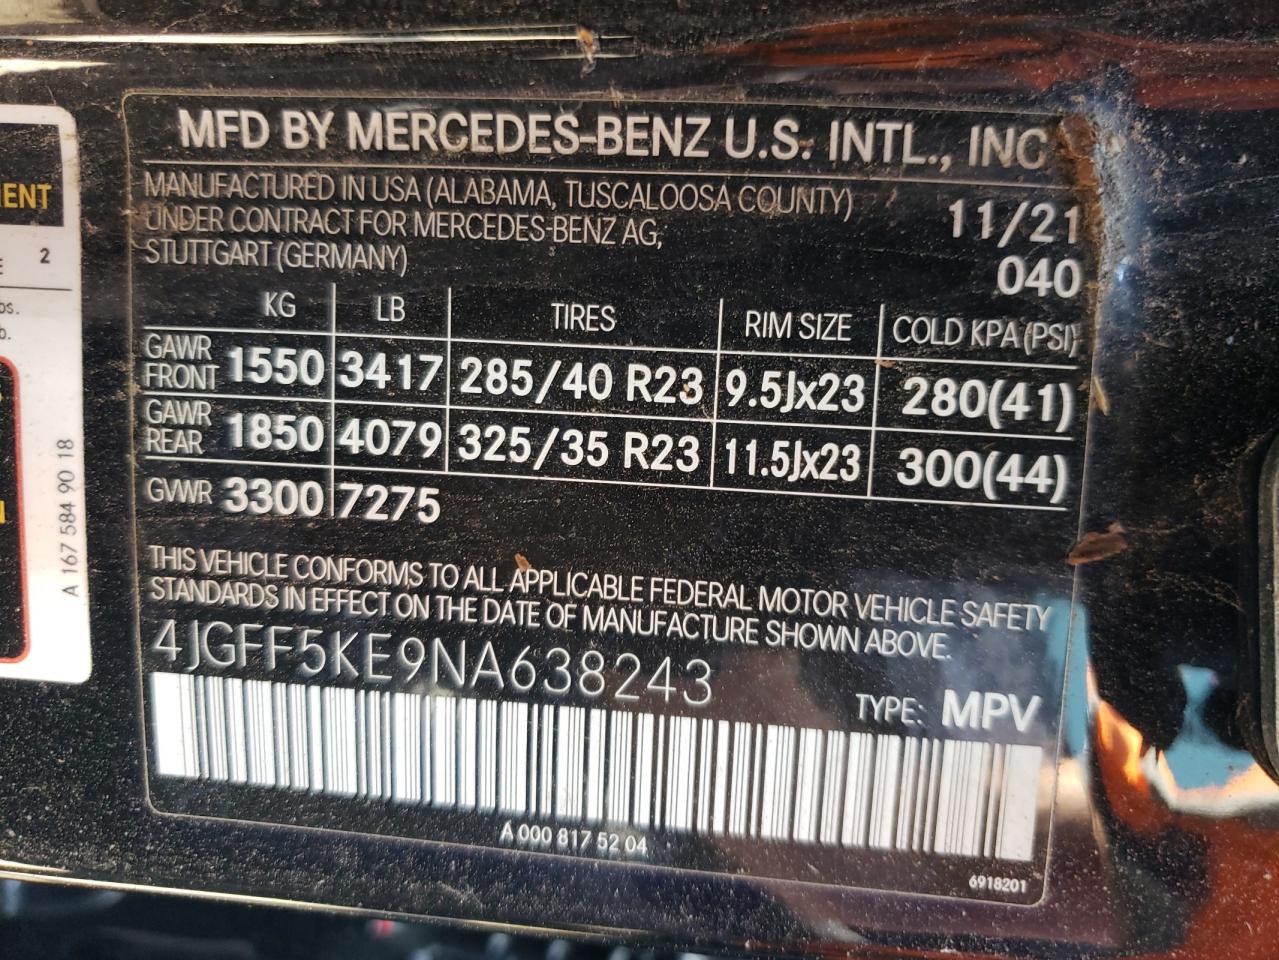 MFD BY MERCEDES-BENZ U.S. INTL., INC
MANUFACTURED IN USA (ALABAMA, TUSCALOOSA COUNTY)
UNDER CONTRACT FOR MERCEDES-BENZ AG,
STUTTGART (GERMANY)
11/21
040
KG LB TIRES RIM SIZE COLD KPA (PSI)
GAWR FRONT 1550 3417 285/40 R23 9.5Jx23 280(41)
GAWR REAR 1850 4079 325/35 R23 11.5Jx23 300(44)
GVWR 3300 7275
THIS VEHICLE CONFORMS TO ALL APPLICABLE FEDERAL MOTOR VEHICLE SAFETY
STANDARDS IN EFFECT ON THE DATE OF MANUFACTURE SHOWN ABOVE.
4JGFF5KE9NA638243
TYPE: MPV
A 000 817 52 04
6918201
2
A 167 584 90 18